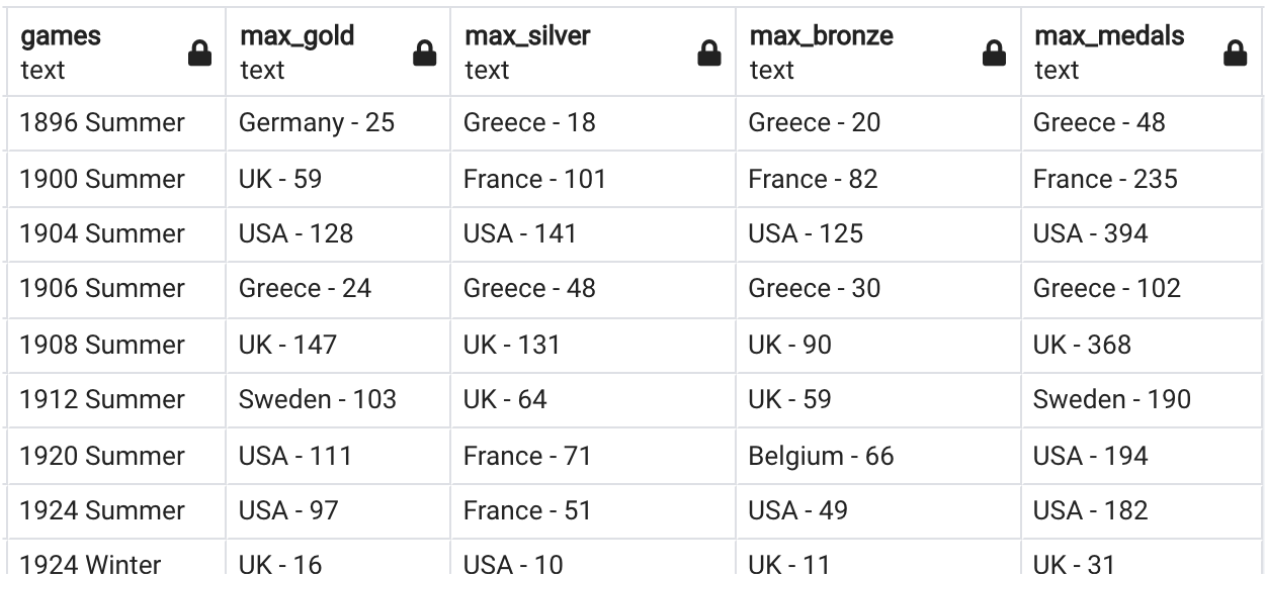 games max_gold max_silver max_bronze max_medals
text text text text text
1896 Summer Germany - 25 Greece - 18 Greece - 20 Greece - 48
1900 Summer UK - 59 France - 101 France - 82 France - 235
1904 Summer USA - 128 USA - 141 USA - 125 USA - 394
1906 Summer Greece - 24 Greece - 48 Greece - 30 Greece - 102
1908 Summer UK - 147 UK - 131 UK - 90 UK - 368
1912 Summer Sweden - 103 UK - 64 UK - 59 Sweden - 190
1920 Summer USA - 111 France - 71 Belgium - 66 USA - 194
1924 Summer USA - 97 France - 51 USA - 49 USA - 182
1924 Winter UK - 16 USA - 10 UK - 11 UK - 31